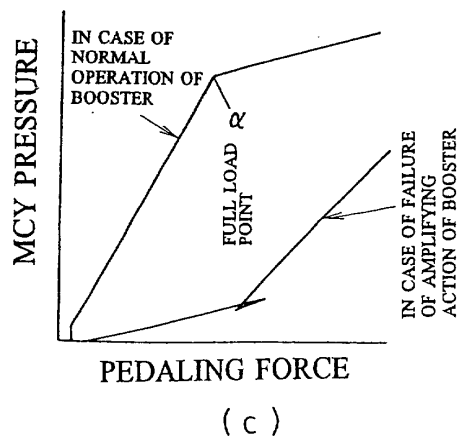 IN CASE OF
NORMAL
OPERATION OF
BOOSTER
MCY PRESSURE
α
FULL LOAD
POINT
IN CASE OF FAILURE
OF AMPLIFYING
ACTION OF BOOSTER
PEDALING FORCE
(c)